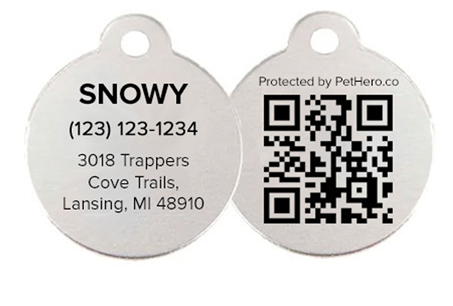 SNOWY
(123) 123-1234
3018 Trappers
Cove Trails,
Lansing, MI 48910
Protected by PetHero.co